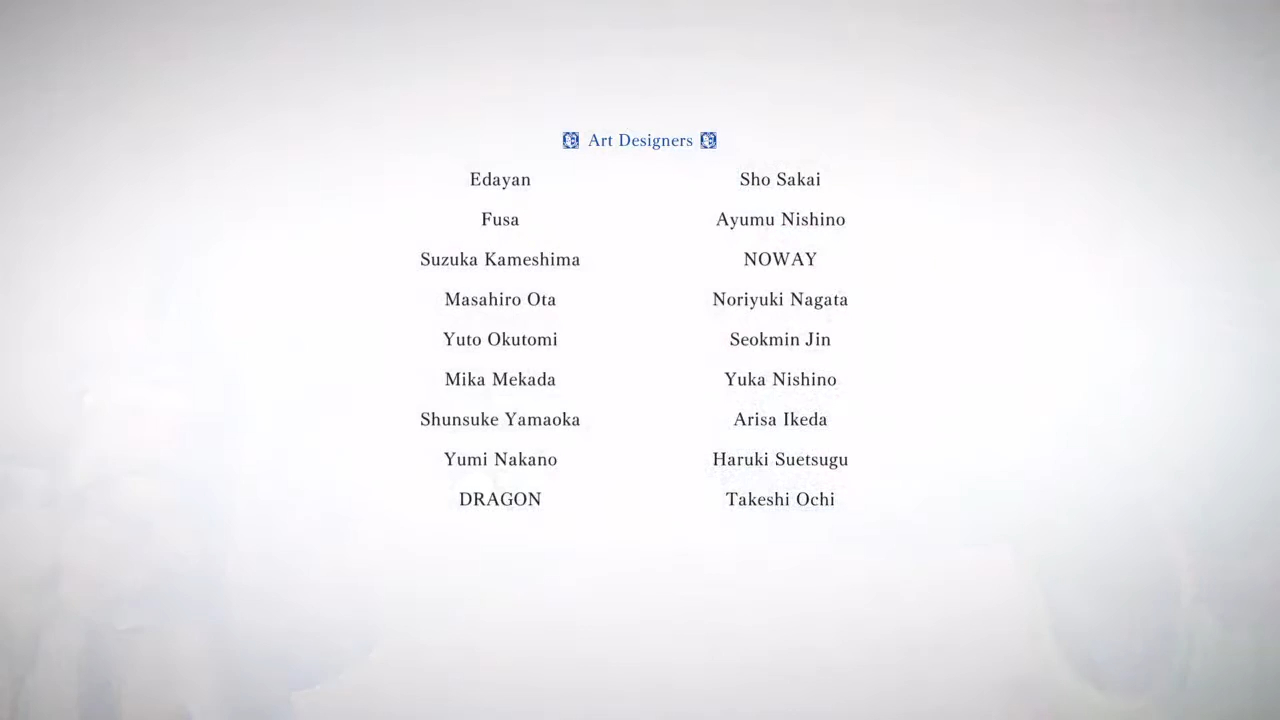 Art Designers
Edayan
Sho Sakai
Fusa
Ayumu Nishino
Suzuka Kameshima
NOWAY
Masahiro Ota
Noriyuki Nagata
Yuto Okutomi
Seokmin Jin
Mika Mekada
Yuka Nishino
Shunsuke Yamaoka
Arisa Ikeda
Yumi Nakano
Haruki Suetsugu
DRAGON
Takeshi Ochi